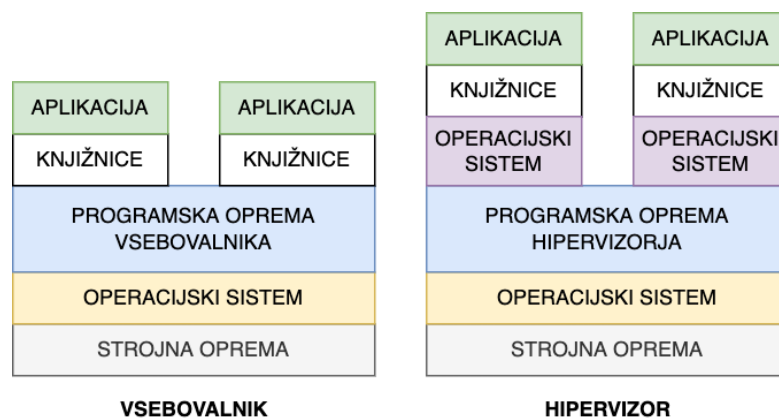 APLIKACIJA
APLIKACIJA
KNJIŽNICE
KNJIŽNICE
PROGRAMSKA OPREMA
VSEBOVALNIKA
OPERACIJSKI SISTEM
STROJNA OPREMA
VSEBOVALNIK
APLIKACIJA
APLIKACIJA
KNJIŽNICE
KNJIŽNICE
OPERACIJSKI
SISTEM
OPERACIJSKI
SISTEM
PROGRAMSKA OPREMA
HIPERVIZORJA
OPERACIJSKI SISTEM
STROJNA OPREMA
HIPERVIZOR